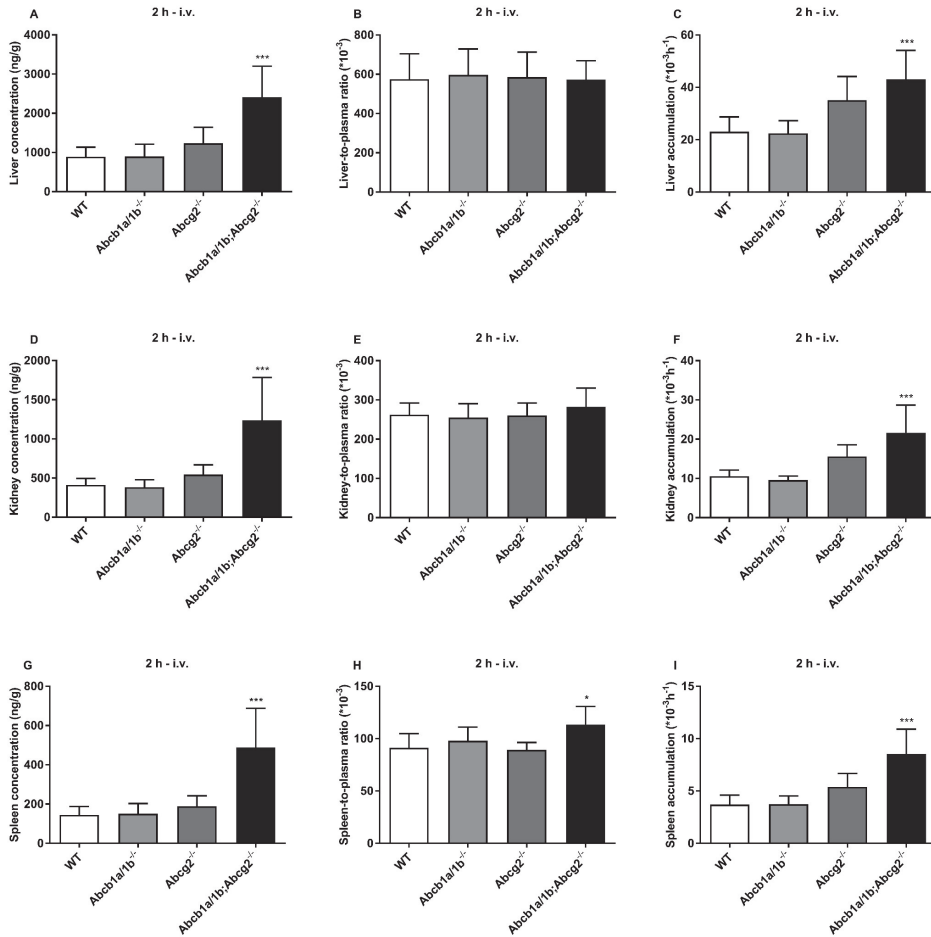 A
2 h - i.v.
Liver concentration (ng/g)
4000
3000
2000
1000
0
***
WT
Abcb1a/1b-/-
Abcg2-/-
Abcb1a/1b;Abcg2-/-
B
2 h - i.v.
Liver-to-plasma ratio (*10-3)
800
600
400
200
0
WT
Abcb1a/1b-/-
Abcg2-/-
Abcb1a/1b;Abcg2-/-
C
2 h - i.v.
Liver accumulation (*10-3h-1)
60
40
20
0
***
WT
Abcb1a/1b-/-
Abcg2-/-
Abcb1a/1b;Abcg2-/-
D
2 h - i.v.
Kidney concentration (ng/g)
2000
1500
1000
500
0
***
WT
Abcb1a/1b-/-
Abcg2-/-
Abcb1a/1b;Abcg2-/-
E
2 h - i.v.
Kidney-to-plasma ratio (*10-3)
400
300
200
100
0
WT
Abcb1a/1b-/-
Abcg2-/-
Abcb1a/1b;Abcg2-/-
F
2 h - i.v.
Kidney accumulation (*10-3h-1)
40
30
20
10
0
***
WT
Abcb1a/1b-/-
Abcg2-/-
Abcb1a/1b;Abcg2-/-
G
2 h - i.v.
Spleen concentration (ng/g)
800
600
400
200
0
***
WT
Abcb1a/1b-/-
Abcg2-/-
Abcb1a/1b;Abcg2-/-
H
2 h - i.v.
Spleen-to-plasma ratio (*10-3)
150
100
50
0
*
WT
Abcb1a/1b-/-
Abcg2-/-
Abcb1a/1b;Abcg2-/-
I
2 h - i.v.
Spleen accumulation (*10-3h-1)
15
10
5
0
***
WT
Abcb1a/1b-/-
Abcg2-/-
Abcb1a/1b;Abcg2-/-